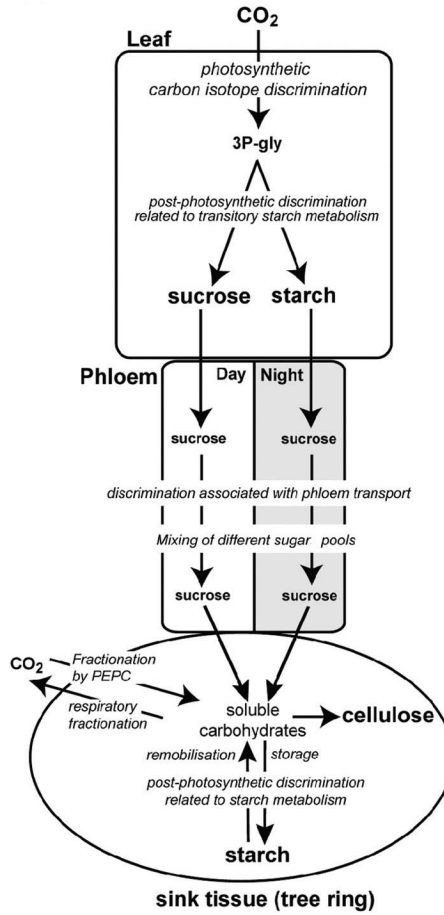 CO2
Leaf
photosynthetic
carbon isotope discrimination
3P-gly
post-photosynthetic discrimination
related to transitory starch metabolism
sucrose starch
Phloem Day Night
sucrose sucrose
discrimination associated with phloem transport
Mixing of different sugar pools
sucrose sucrose
CO2
Fractionation
by PEPC
respiratory
fractionation
soluble
carbohydrates
cellulose
remobilisation storage
post-photosynthetic discrimination
related to starch metabolism
starch
sink tissue (tree ring)